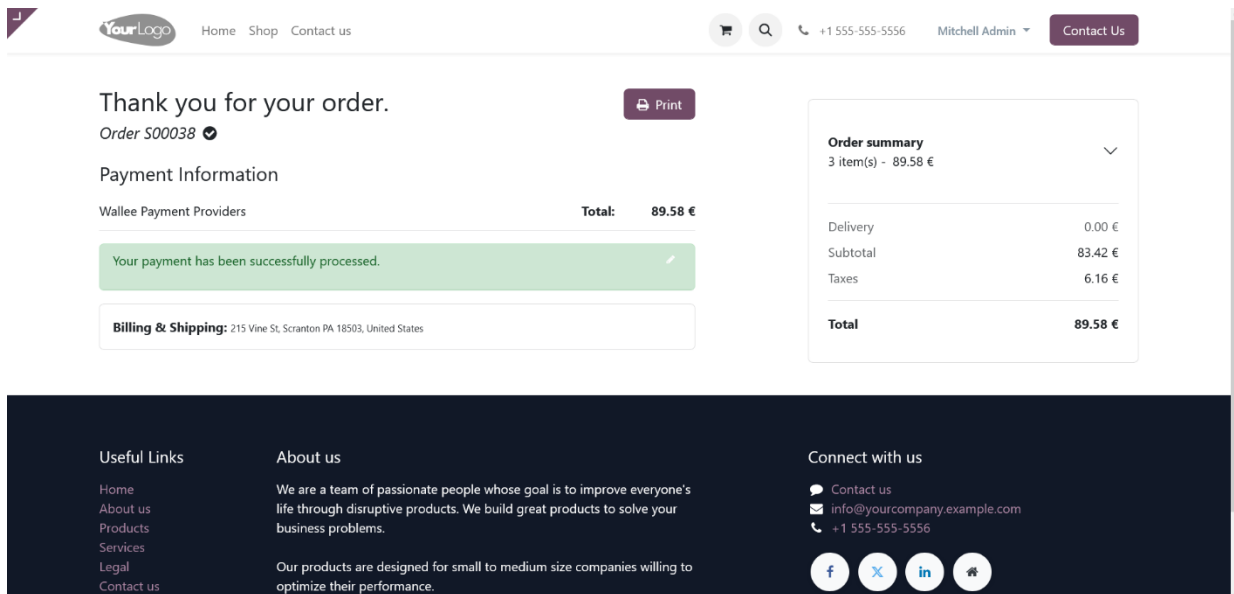 YourLogo
Home Shop Contact us
+1 555-555-5556
Mitchell Admin
Contact Us
Thank you for your order.
Print
Order S00038
Payment Information
Wallee Payment Providers Total: 89.58 €
Your payment has been successfully processed.
Billing & Shipping: 215 Vine St, Scranton PA 18503, United States
Order summary
3 item(s) - 89.58 €
Delivery 0.00 €
Subtotal 83.42 €
Taxes 6.16 €
Total 89.58 €
Useful Links
Home
About us
Products
Services
Legal
Contact us
About us
We are a team of passionate people whose goal is to improve everyone's
life through disruptive products. We build great products to solve your
business problems.
Our products are designed for small to medium size companies willing to
optimize their performance.
Connect with us
Contact us
info@yourcompany.example.com
+1 555-555-5556